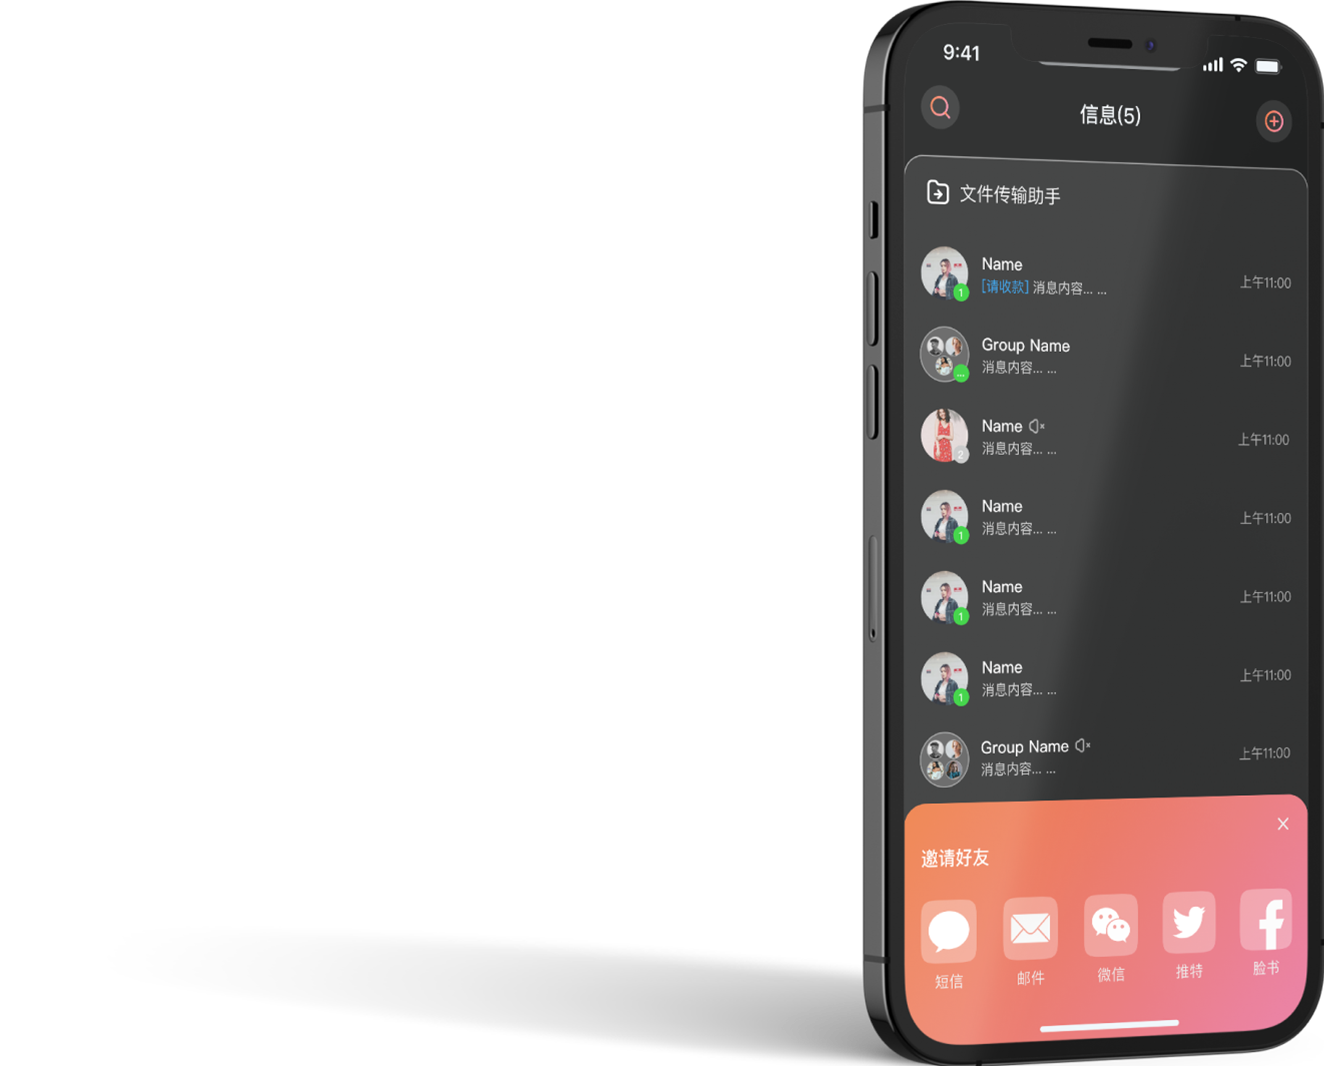 9:41
信息(5)
文件传输助手
Name
[请收款] 消息内容... ...
上午11:00
1
Group Name
消息内容... ...
上午11:00
...
Name
消息内容... ...
上午11:00
2
Name
消息内容... ...
上午11:00
1
Name
消息内容... ...
上午11:00
1
Name
消息内容... ...
上午11:00
1
Group Name
消息内容... ...
上午11:00
邀请好友
短信 邮件 微信 推特 脸书